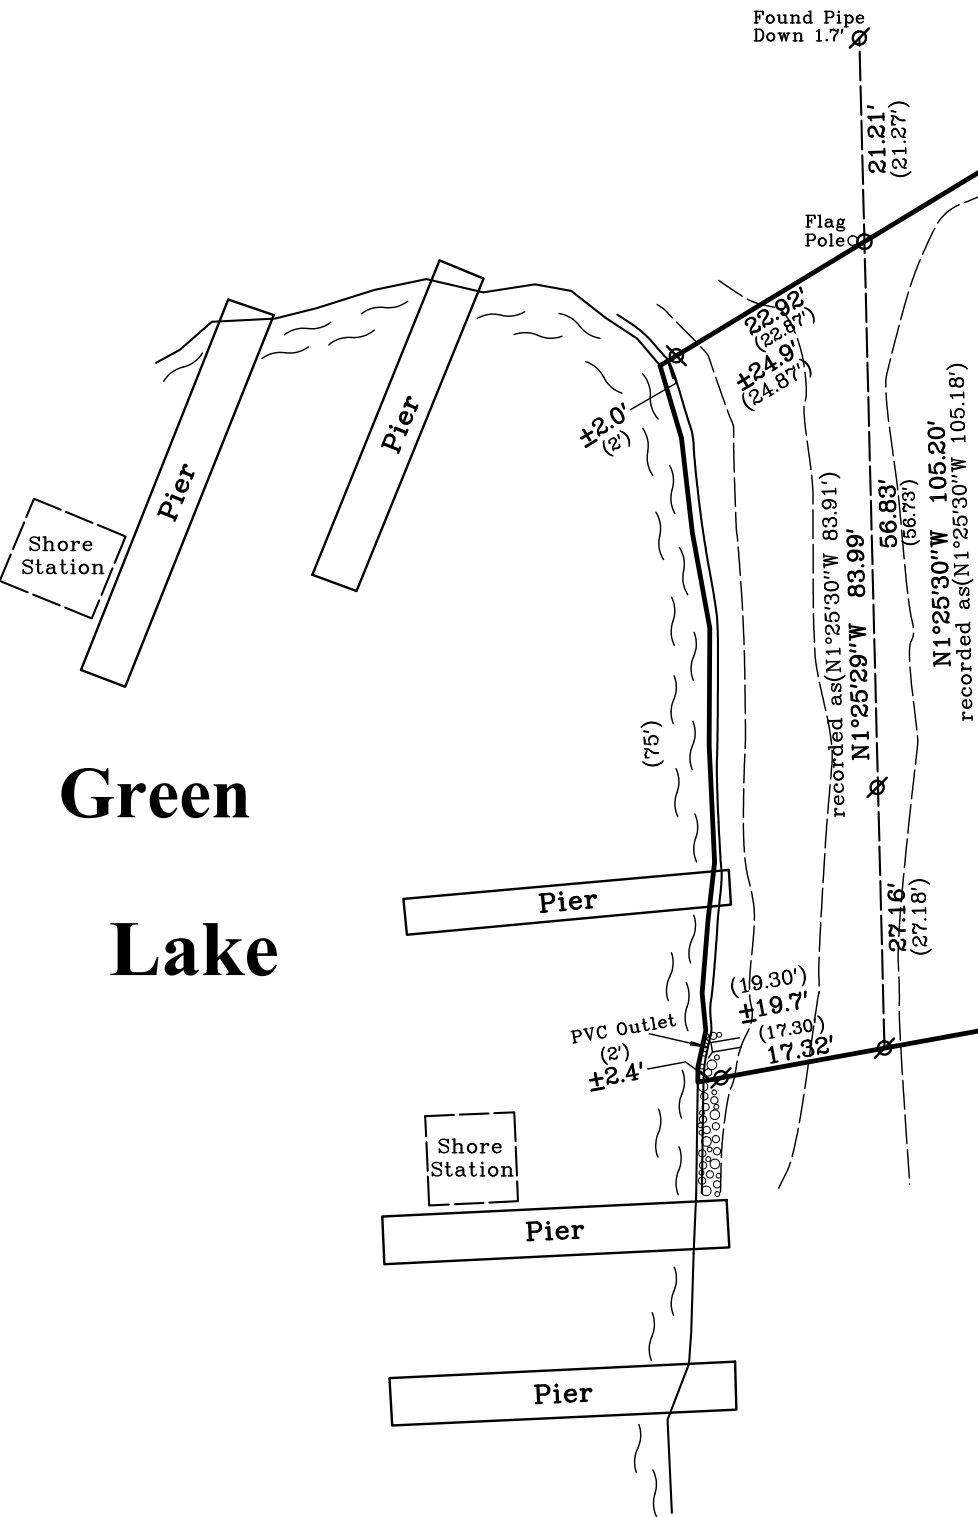 Found Pipe
Down 1.7'
21.21'
(21.27')
Flag
Pole
22.92'
(22.87')
±24.9'
(24.87')
±2.0'
(2')
Pier
Pier
Shore
Station
recorded as(N1°25'30"W 83.91')
N1°25'29"W 83.99'
56.83'
(56.73')
N1°25'30"W 105.20'
recorded as(N1°25'30"W 105.18')
(75')
Green
Lake
Pier
27.16'
(27.18')
(19.30')
±19.7'
(17.30')
17.32'
PVC Outlet
(2')
±2.4'
Shore
Station
Pier
Pier